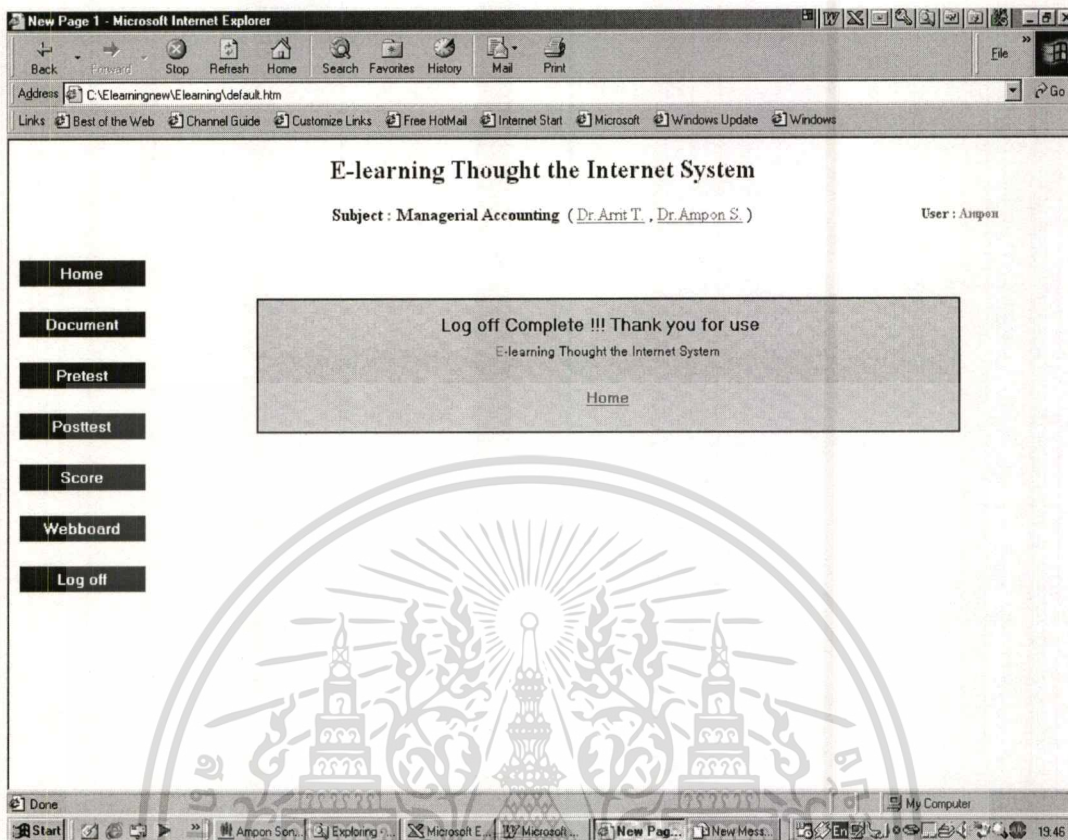 New Page 1 - Microsoft Internet Explorer
Back Forward Stop Refresh Home Search Favorites History Mail Print File
Address C:\Elearningnew\Elearning\default.htm Go
Links Best of the Web Channel Guide Customize Links Free HotMail Internet Start Microsoft Windows Update Windows
E-learning Thought the Internet System
Subject : Managerial Accounting ( Dr.Arrit T. , Dr.Ampon S. ) User : Ampon
Home
Document
Pretest
Posttest
Score
Webboard
Log off
Log off Complete !!! Thank you for use
E-learning Thought the Internet System
Home
Done My Computer
Start Ampon Son... Exploring -... Microsoft E... Microsoft ... New Pag... New Mess... En 19:46